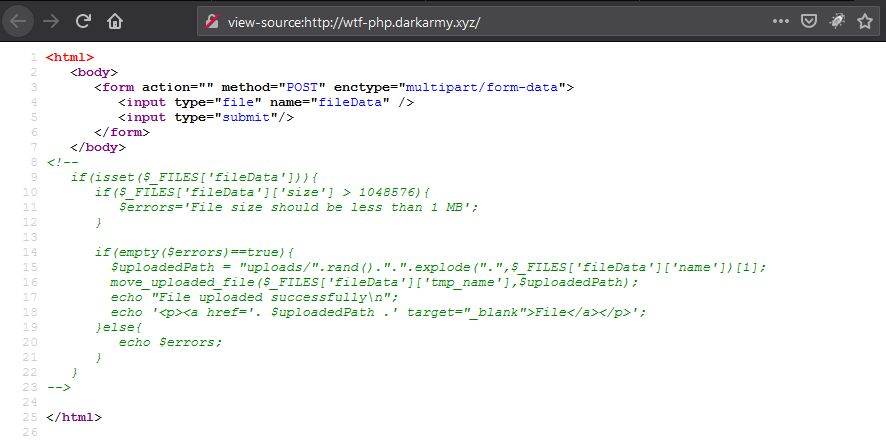 view-source:http://wtf-php.darkarmy.xyz/
1 <html>
2 <body>
3 <form action="" method="POST" enctype="multipart/form-data">
4 <input type="file" name="fileData" />
5 <input type="submit"/>
6 </form>
7 </body>
8 <!--
9 if(isset($_FILES['fileData'])){
10 if($_FILES['fileData']['size'] > 1048576){
11 $errors='File size should be less than 1 MB';
12 }
13
14 if(empty($errors)==true){
15 $uploadedPath = "uploads/".rand().".".explode(".",$_FILES['fileData']['name'])[1];
16 move_uploaded_file($_FILES['fileData']['tmp_name'],$uploadedPath);
17 echo "File uploaded successfully\n";
18 echo '<p><a href='. $uploadedPath .' target="_blank">File</a></p>';
19 }else{
20 echo $errors;
21 }
22 }
23 -->
24
25 </html>
26